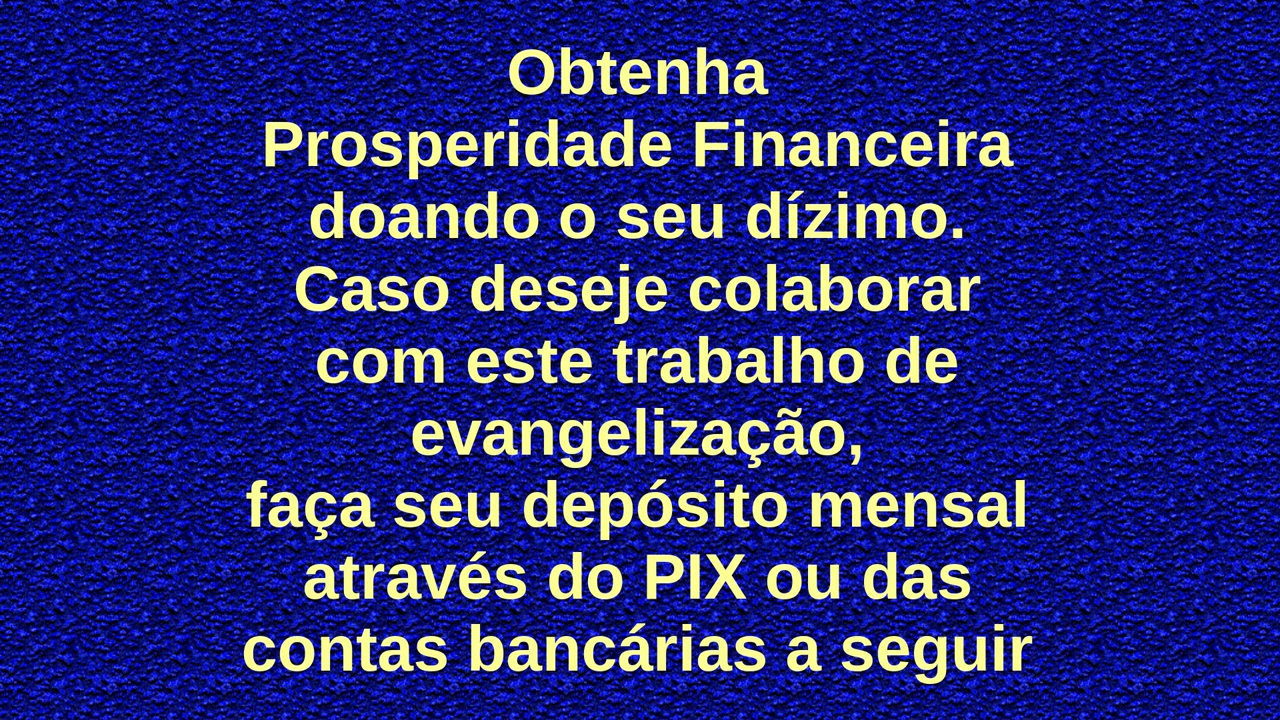 Obtenha
Prosperidade Financeira
doando o seu dízimo.
Caso deseje colaborar
com este trabalho de
evangelização,
faça seu depósito mensal
através do PIX ou das
contas bancárias a seguir